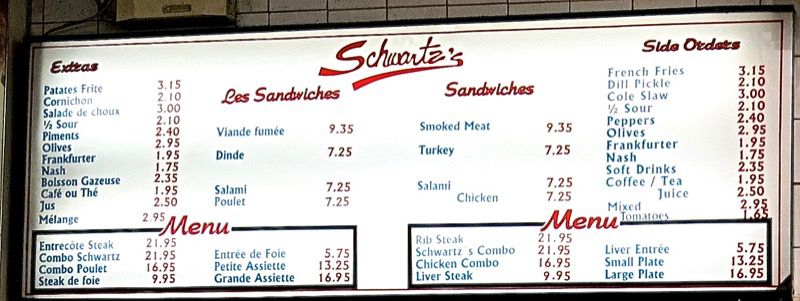 Schwartz's
Extras
Patates Frite 3.15
Cornichon 2.10
Salade de choux 3.00
½ Sour 2.10
Piments 2.40
Olives 2.95
Frankfurter 1.95
Nash 1.75
Boisson Gazeuse 2.35
Café ou Thé 1.95
Jus 2.50
Mélange 2.95
Les Sandwiches
Viande fumée 9.35
Dinde 7.25
Salami 7.25
Poulet 7.25
Sandwiches
Smoked Meat 9.35
Turkey 7.25
Salami 7.25
Chicken 7.25
Side Orders
French Fries 3.15
Dill Pickle 2.10
Cole Slaw 3.00
½ Sour 2.10
Peppers 2.40
Olives 2.95
Frankfurter 1.95
Nash 1.75
Soft Drinks 2.35
Coffee / Tea 1.95
Juice 2.50
Mixed 2.95
Tomatoes 1.65
Menu
Entrecôte Steak 21.95
Combo Schwartz 21.95
Combo Poulet 16.95
Steak de foie 9.95
Entrée de Foie 5.75
Petite Assiette 13.25
Grande Assiette 16.95
Menu
Rib Steak 21.95
Schwartz s Combo 21.95
Chicken Combo 16.95
Liver Steak 9.95
Liver Entrée 5.75
Small Plate 13.25
Large Plate 16.95